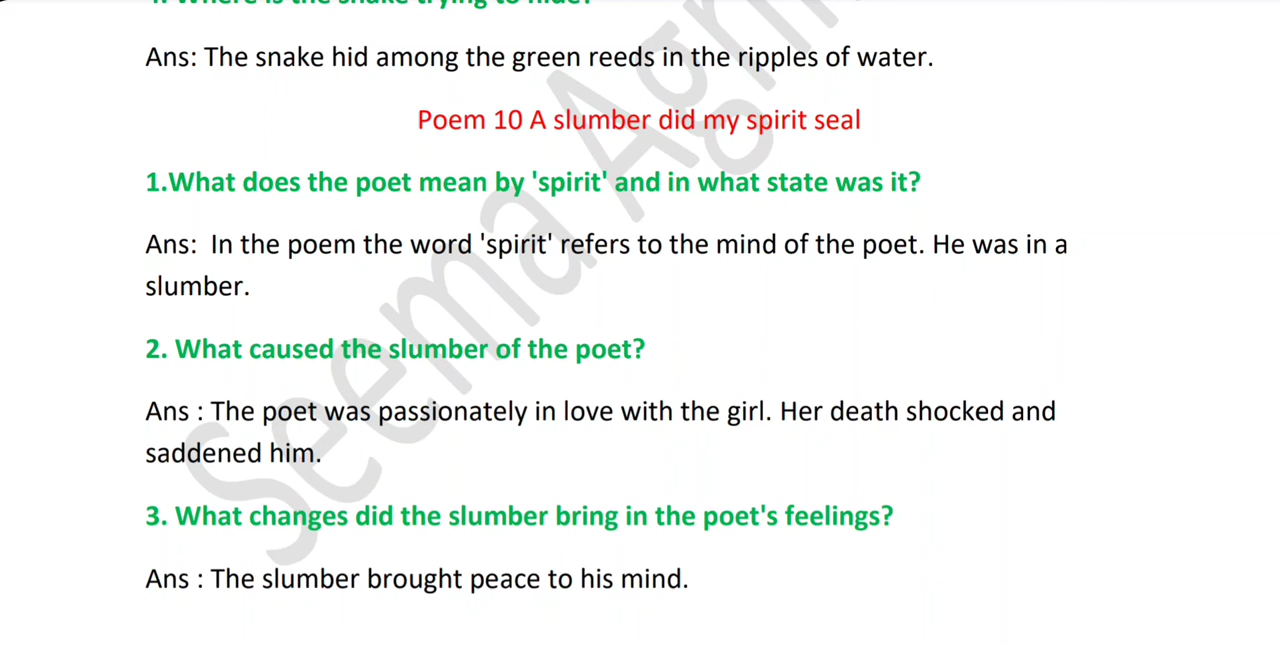 Ans: The snake hid among the green reeds in the ripples of water.
Poem 10 A slumber did my spirit seal
1.What does the poet mean by 'spirit' and in what state was it?
Ans:  In the poem the word 'spirit' refers to the mind of the poet. He was in a
slumber.
2. What caused the slumber of the poet?
Ans : The poet was passionately in love with the girl. Her death shocked and
saddened him.
3. What changes did the slumber bring in the poet's feelings?
Ans : The slumber brought peace to his mind.
Seema Ag